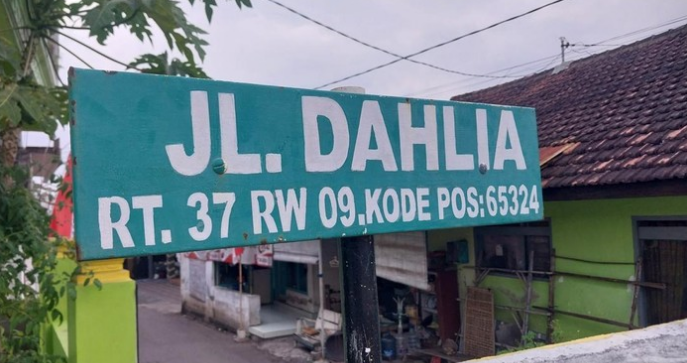 JL. DAHLIA
RT. 37 RW 09.KODE POS:65324